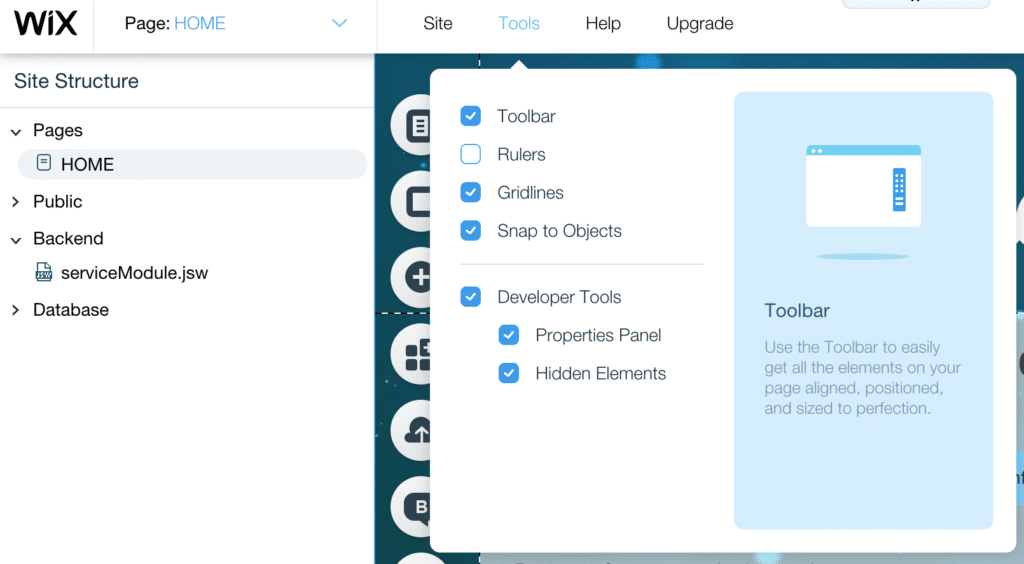 WiX Page: HOME Site Tools Help Upgrade
Site Structure
Pages
HOME
Public
Backend
JSW serviceModule.jsw
Database
B
Toolbar
Rulers
Gridlines
Snap to Objects
Developer Tools
Properties Panel
Hidden Elements
Toolbar
Use the Toolbar to easily
get all the elements on your
page aligned, positioned,
and sized to perfection.